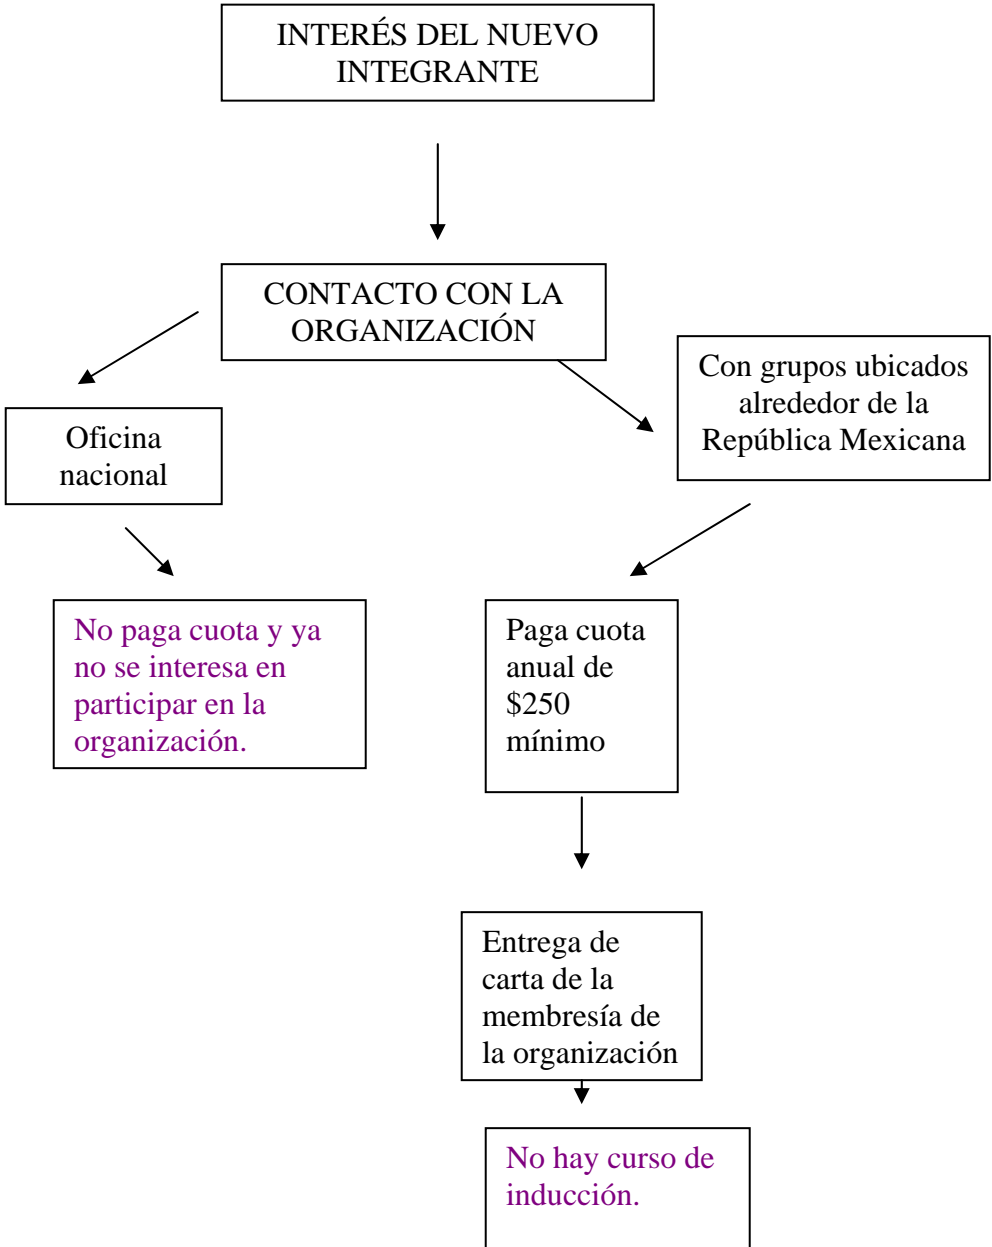 INTERÉS DEL NUEVO
INTEGRANTE
CONTACTO CON LA
ORGANIZACIÓN
Con grupos ubicados
alrededor de la
República Mexicana
Oficina
nacional
No paga cuota y ya
no se interesa en
participar en la
organización.
Paga cuota
anual de
$250
mínimo
Entrega de
carta de la
membresía de
la organización
No hay curso de
inducción.